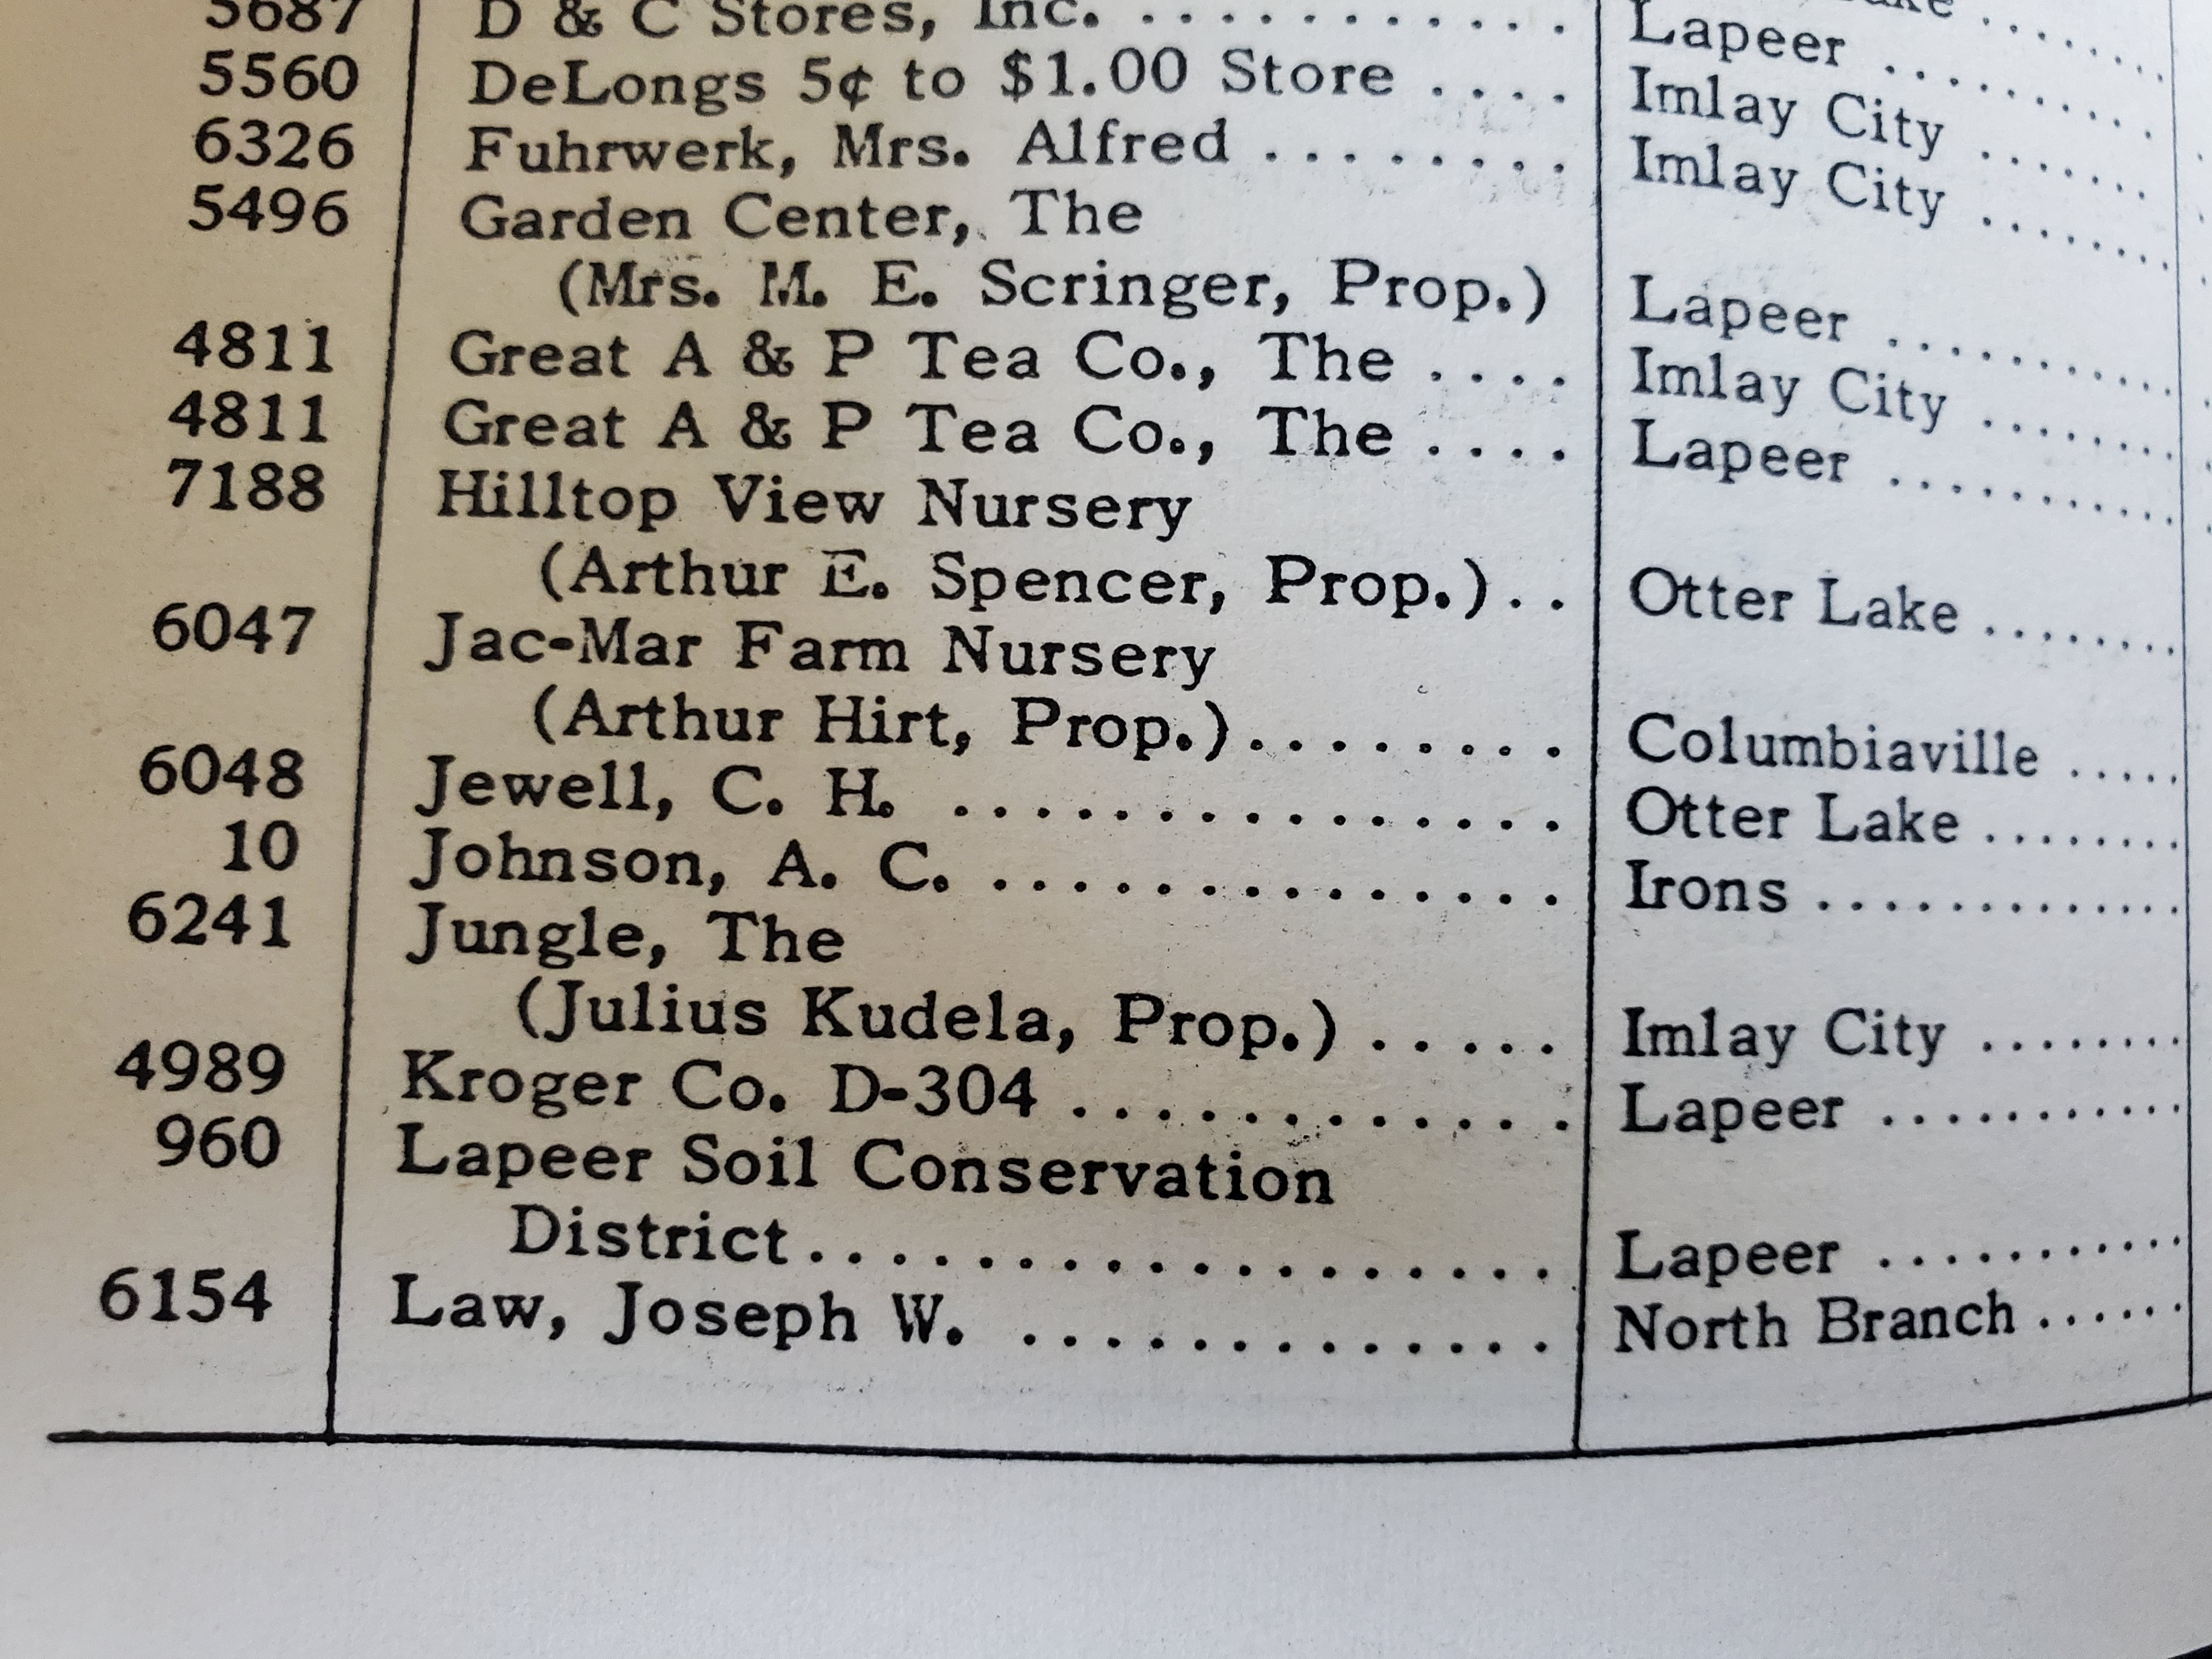 5687 D & C Stores, Inc. . . . . . . . . . . . Lapeer . . . . . . . . . .
5560 DeLongs 5¢ to $1.00 Store . . . . Imlay City . . . . . . .
6326 Fuhrwerk, Mrs. Alfred . . . . . . . . Imlay City . . . . . . .
5496 Garden Center, The
(Mrs. M. E. Scringer, Prop.) Lapeer . . . . . . . . . .
4811 Great A & P Tea Co., The . . . . Imlay City . . . . . . .
4811 Great A & P Tea Co., The . . . . Lapeer . . . . . . . . . .
7188 Hilltop View Nursery
(Arthur E. Spencer, Prop.) . . Otter Lake . . . . . . .
6047 Jac-Mar Farm Nursery
(Arthur Hirt, Prop.) . . . . . . . . Columbiaville . . . . .
6048 Jewell, C. H. . . . . . . . . . . . . . . . Otter Lake . . . . . . .
10 Johnson, A. C. . . . . . . . . . . . . . . Irons . . . . . . . . . . . . .
6241 Jungle, The
(Julius Kudela, Prop.) . . . . . Imlay City . . . . . . . .
4989 Kroger Co. D-304 . . . . . . . . . . . . Lapeer . . . . . . . . . . .
960 Lapeer Soil Conservation
District . . . . . . . . . . . . . . . . . . Lapeer . . . . . . . . . . .
6154 Law, Joseph W. . . . . . . . . . . . . . North Branch . . . . . .